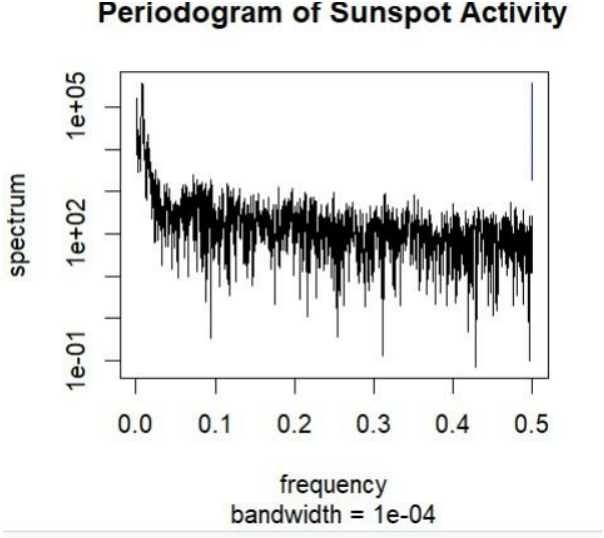 Periodogram of Sunspot Activity
spectrum
1e+05
1e+02
1e-01
0.0 0.1 0.2 0.3 0.4 0.5
frequency
bandwidth = 1e-04